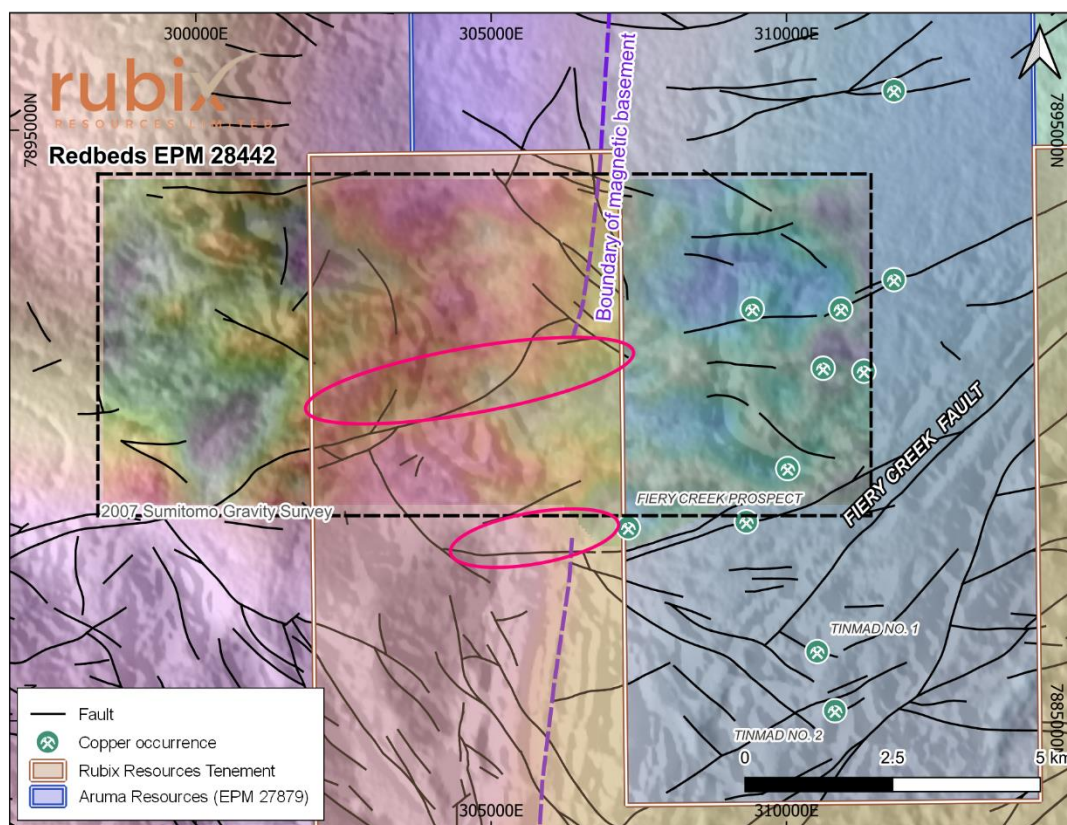 300000E
305000E
310000E
rubix
RESOURCES LIMITED
Redbeds EPM 28442
7895000N
7895000N
Boundary of magnetic basement
FIERY CREEK FAULT
FIERY CREEK PROSPECT
2007 Sumitomo Gravity Survey
TINMAD NO. 1
TINMAD NO. 2
7885000N
N
Fault
Copper occurrence
Rubix Resources Tenement
Aruma Resources (EPM 27879)
0 2.5 5 km
305000E
310000E